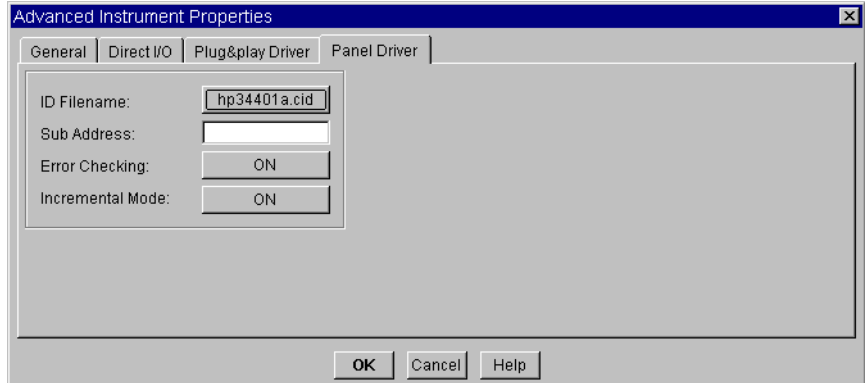 Advanced Instrument Properties
General Direct I/O Plug&play Driver Panel Driver
ID Filename: hp34401a.cid
Sub Address:
Error Checking: ON
Incremental Mode: ON
OK Cancel Help